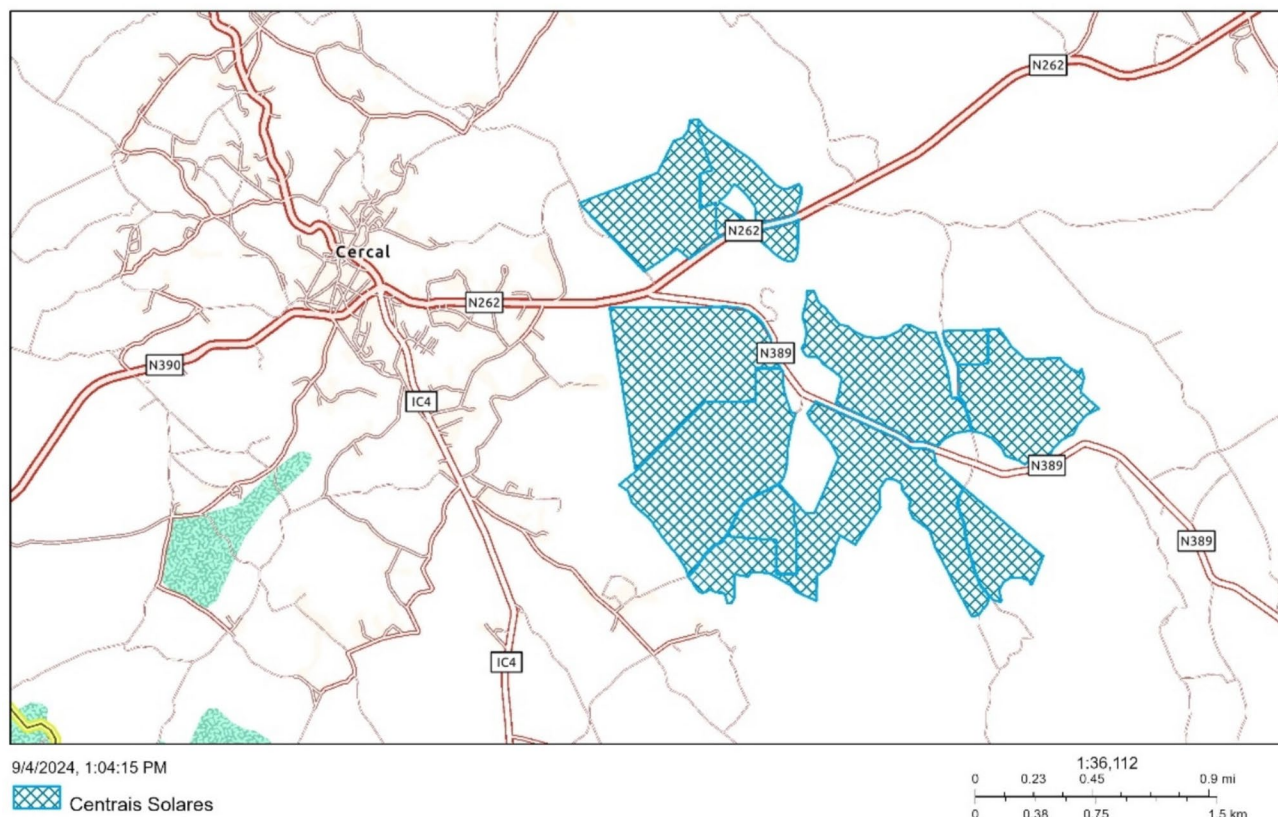 N262
N262
Cercal
N262
N389
N390
IC4
N389
N389
IC4
9/4/2024, 1:04:15 PM
Centrais Solares
1:36,112
0 0.23 0.45 0.9 mi
0 0.38 0.75 1.5 km